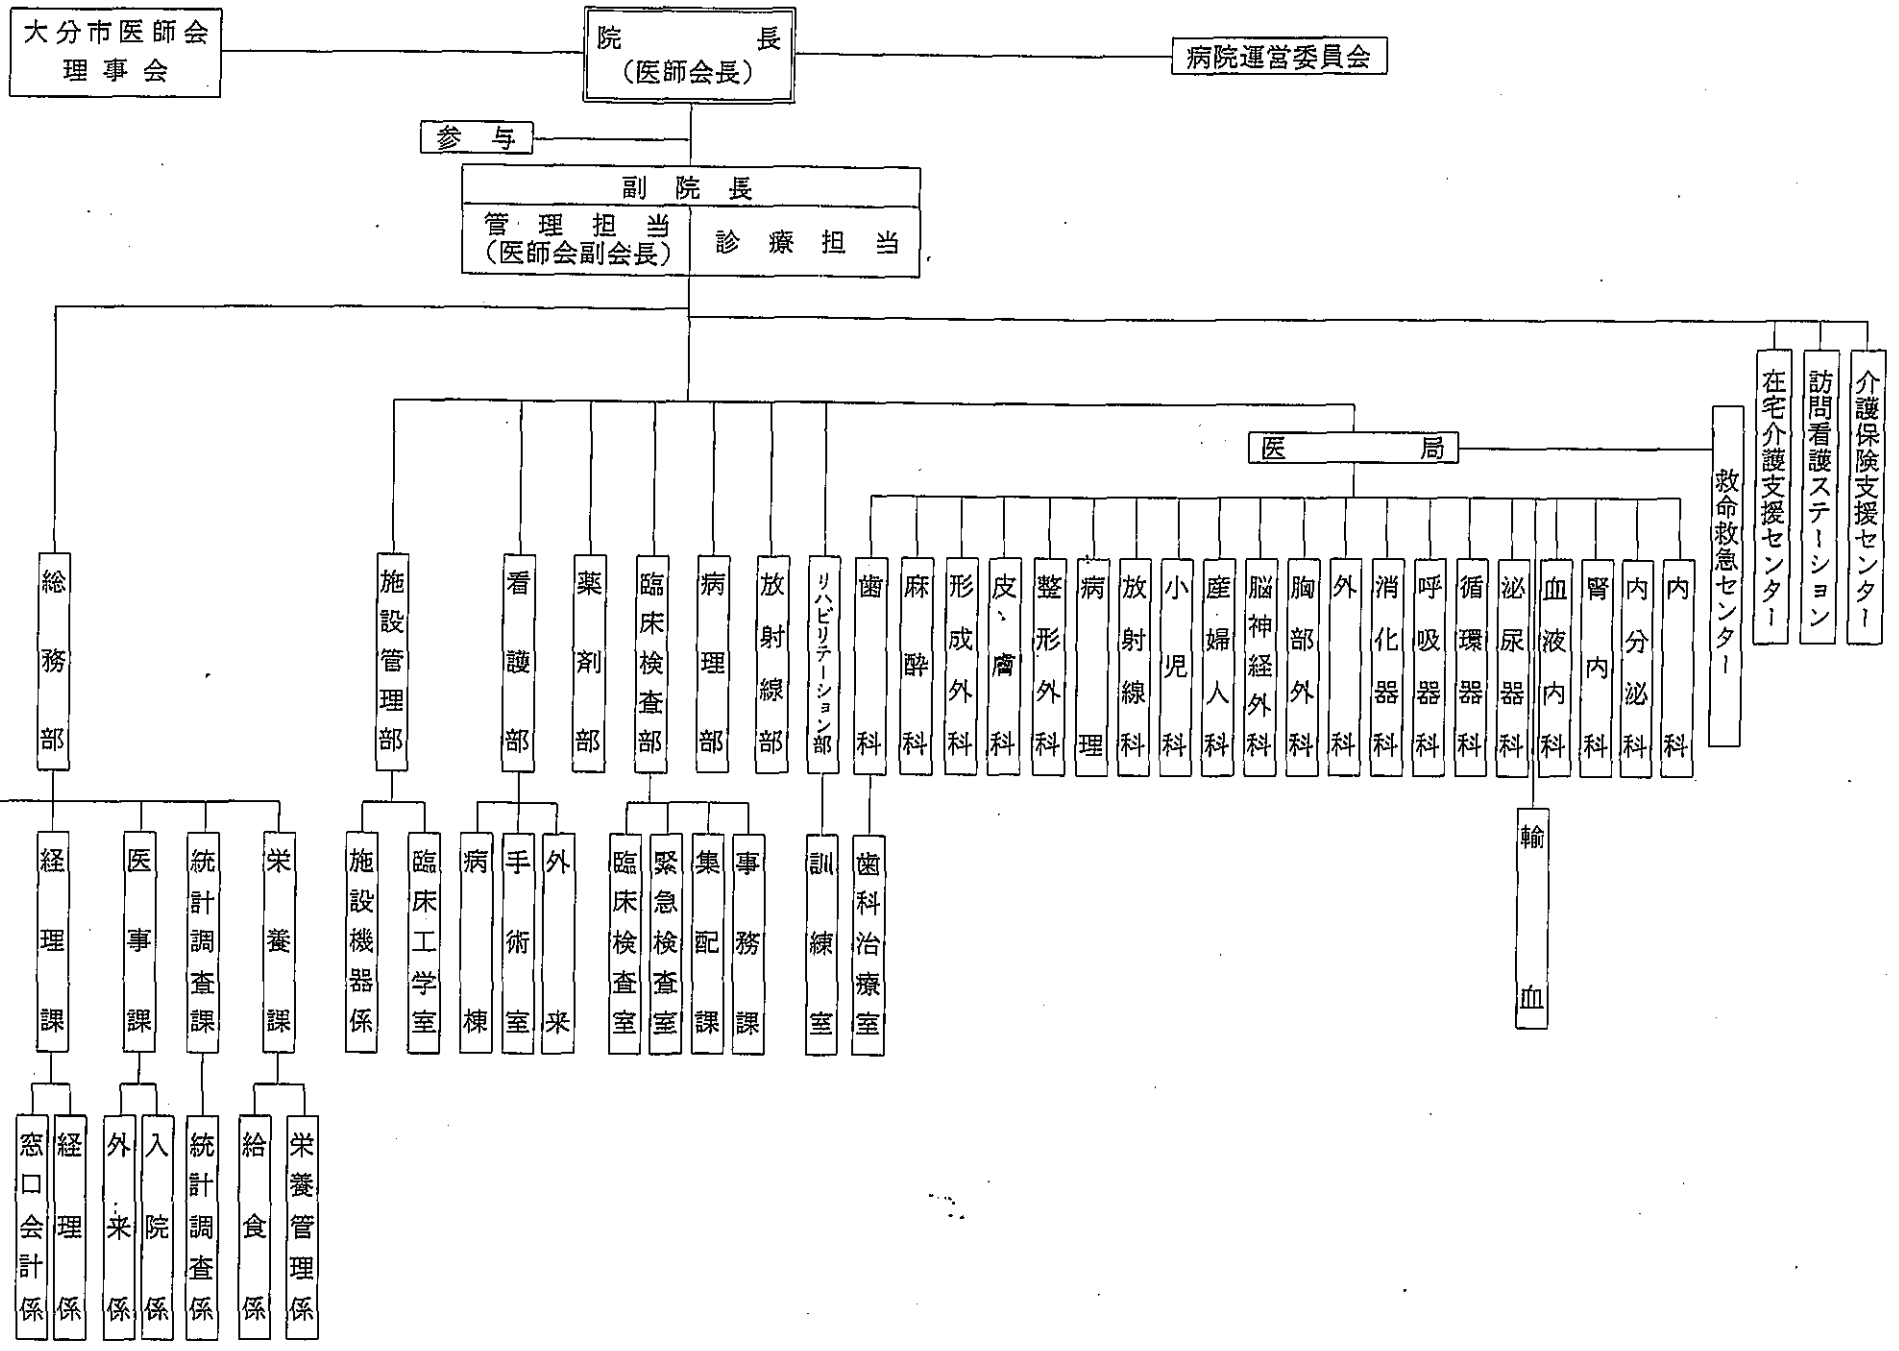 大分市医師会
理事会
院長
（医師会長）
病院運営委員会
参与
副院長
管理担当
（医師会副会長）
診療担当
在宅介護支援センター
訪問看護ステーション
介護保険支援センター
医局
救命救急センター
総務部
施設管理部
看護部
薬剤部
臨床検査部
病理部
放射線部
リハビリテーション部
歯科
麻酔科
形成外科
皮膚科
整形外科
病理
放射線科
小児科
産婦人科
脳神経外科
胸部外科
外科
消化器科
呼吸器科
循環器科
泌尿器科
血液内科
腎内科
内分泌科
内科
経理課
医事課
統計調査課
栄養課
施設機器係
臨床工学室
病棟
手術室
外来
臨床検査室
緊急検査室
集配課
事務課
訓練室
歯科治療室
輸血
窓口会計係
経理係
外来係
入院係
統計調査係
給食係
栄養管理係